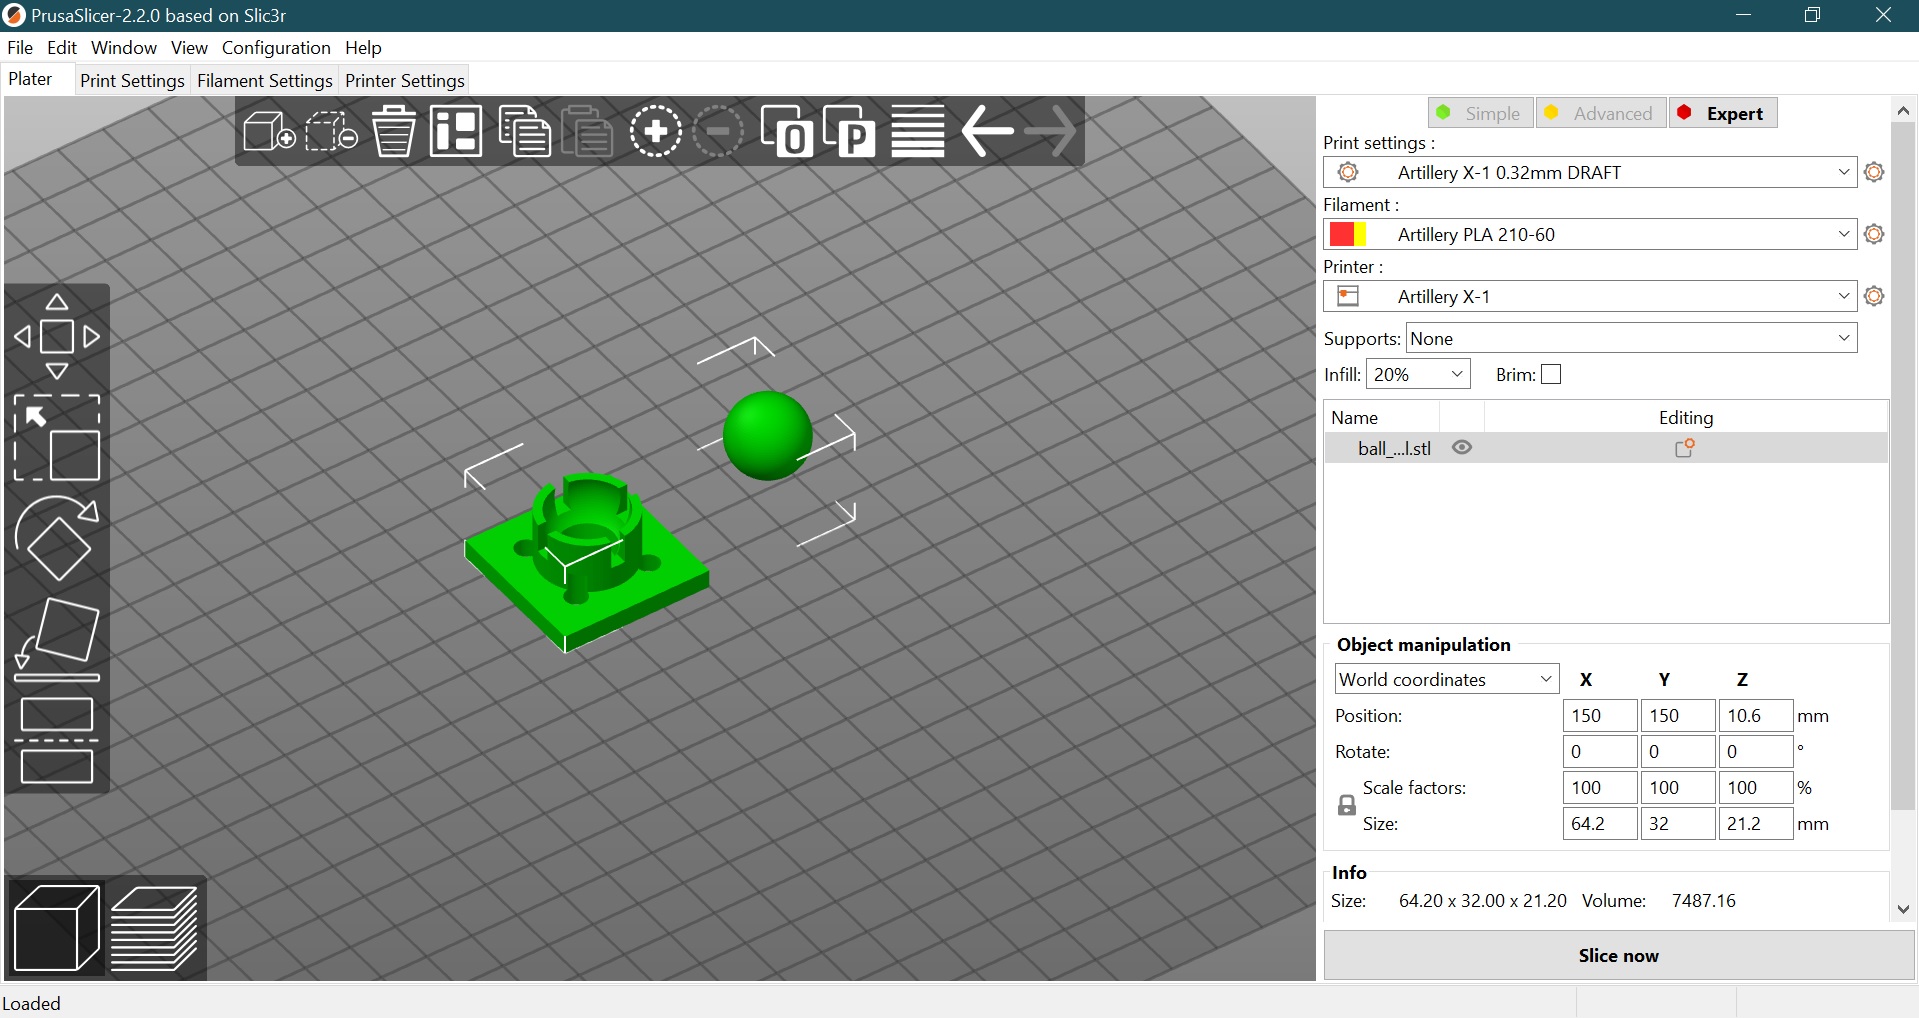 PrusaSlicer-2.2.0 based on Slic3r
File Edit Window View Configuration Help
Plater Print Settings Filament Settings Printer Settings
O P
Simple Advanced Expert
Print settings :
Artillery X-1 0.32mm DRAFT
Filament :
Artillery PLA 210-60
Printer :
Artillery X-1
Supports: None
Infill: 20% Brim:
Name Editing
ball_...l.stl
Object manipulation
World coordinates X Y Z
Position: 150 150 10.6 mm
Rotate: 0 0 0 °
Scale factors: 100 100 100 %
Size: 64.2 32 21.2 mm
Info
Size: 64.20 x 32.00 x 21.20 Volume: 7487.16
Slice now
Loaded